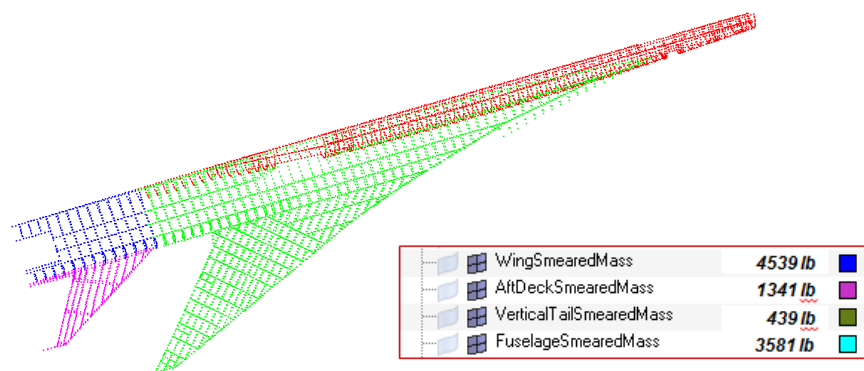 WingSmearedMass 4539 lb
AftDeckSmearedMass 1341 lb
VerticalTailSmearedMass 439 lb
FuselageSmearedMass 3581 lb